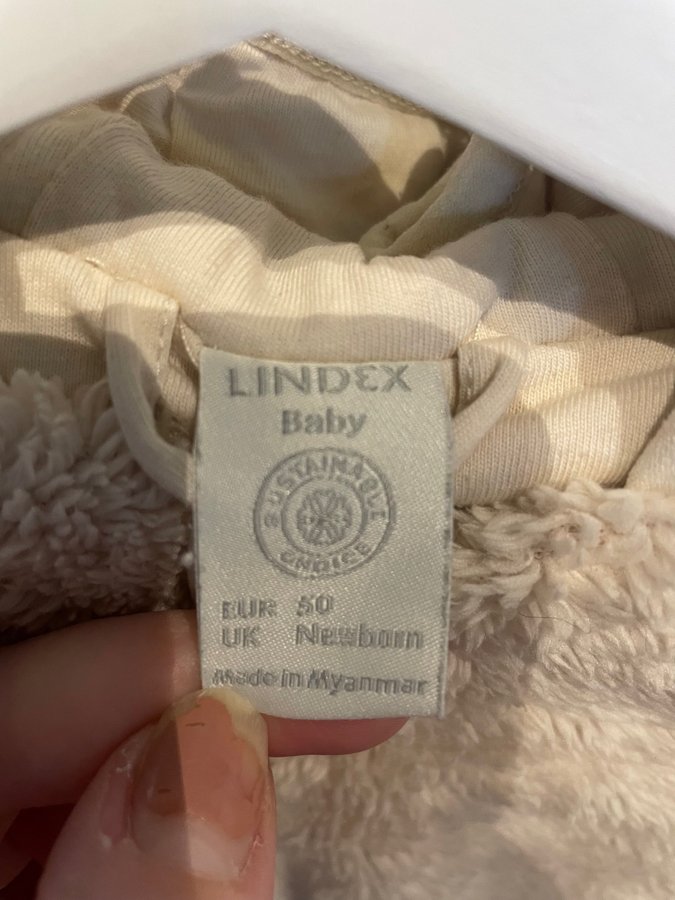 LINDEX
Baby
SUSTAINABLE
CHOICE
EUR 50
UK Newborn
Made in Myanmar